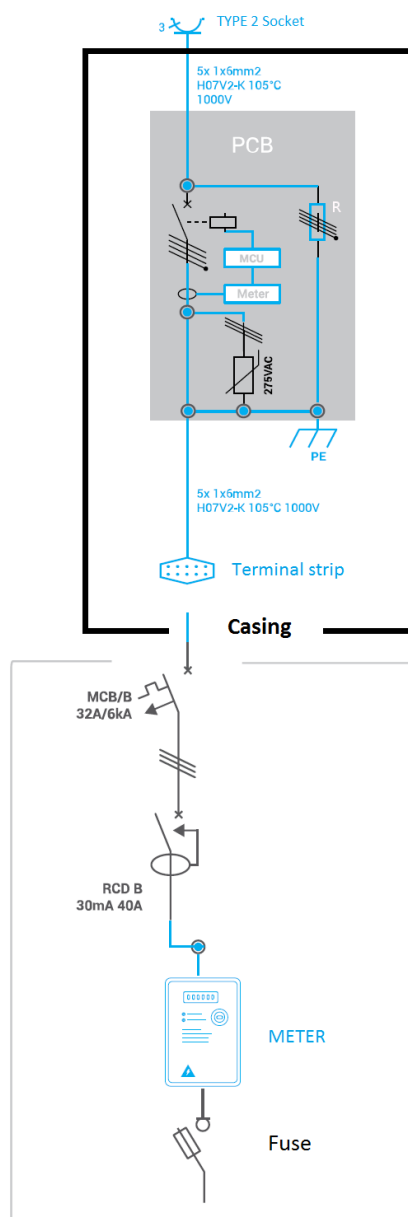 3
TYPE 2 Socket
5x 1x6mm2
H07V2-K 105°C
1000V
PCB
R
MCU
Meter
275VAC
PE
5x 1x6mm2
H07V2-K 105°C 1000V
Terminal strip
Casing
MCB/B
32A/6kA
RCD B
30mA 40A
000000
METER
Fuse